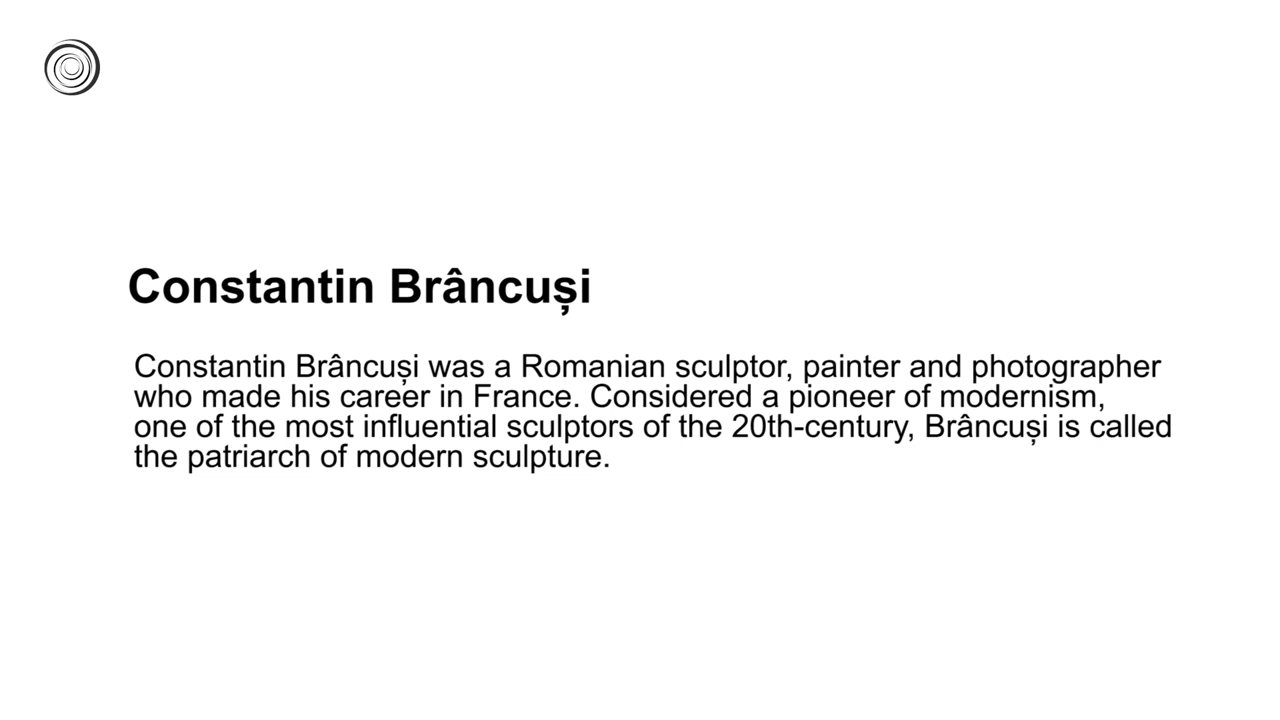 Constantin Brâncuși
Constantin Brâncuși was a Romanian sculptor, painter and photographer
who made his career in France. Considered a pioneer of modernism,
one of the most influential sculptors of the 20th-century, Brâncuși is called
the patriarch of modern sculpture.